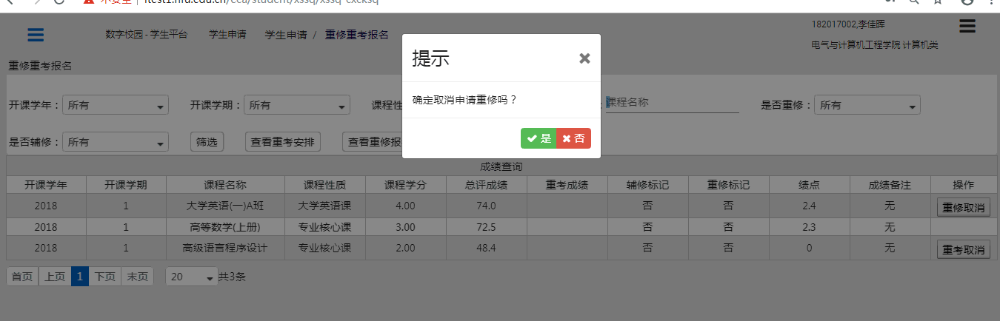 不安全 itest1.nfu.edu.cn/cca/student/xssq/xssq-cxcksq
数字校园 - 学生平台 学生申请 学生申请 / 重修重考报名
182017002,李佳晖
电气与计算机工程学院 计算机类
重修重考报名
提示
确定取消申请重修吗？
是 否
开课学年： 所有 开课学期： 所有 课程性 课程名称 是否重修： 所有
是否辅修： 所有 筛选 查看重考安排 查看重修报
成绩查询
开课学年 开课学期 课程名称 课程性质 课程学分 总评成绩 重考成绩 辅修标记 重修标记 绩点 成绩备注 操作
2018 1 大学英语(一)A班 大学英语课 4.00 74.0 否 否 2.4 无 重修取消
2018 1 高等数学(上册) 专业核心课 3.00 72.5 否 否 2.3 无
2018 1 高级语言程序设计 专业核心课 2.00 48.4 否 否 0 无 重考取消
首页 上页 1 下页 末页 20 共3条